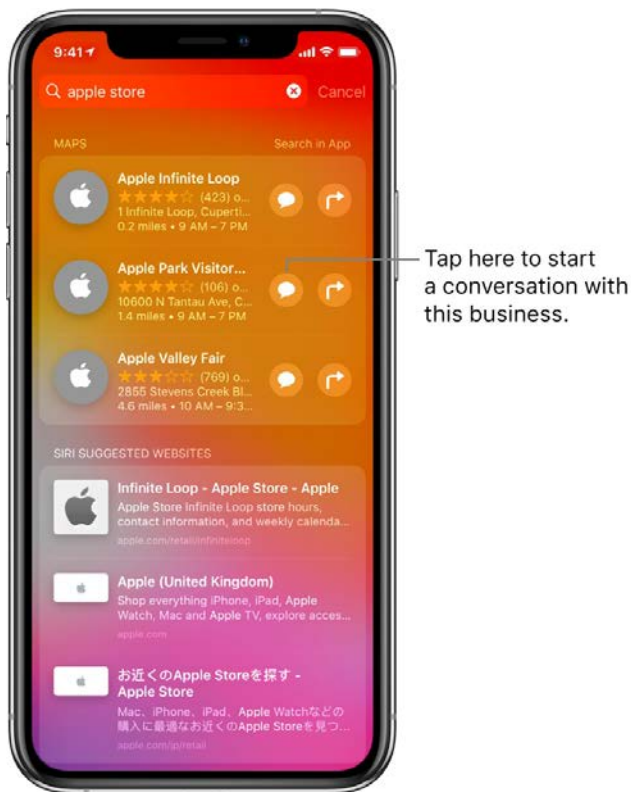 9:41
apple store
Cancel
MAPS
Search in App
Apple Infinite Loop
(423) o...
1 Infinite Loop, Cuperti...
0.2 miles • 9 AM – 7 PM
Apple Park Visitor...
(106) o...
10600 N Tantau Ave, C...
1.4 miles • 9 AM – 7 PM
Tap here to start
a conversation with
this business.
Apple Valley Fair
(769) o...
2855 Stevens Creek Bl...
4.6 miles • 10 AM – 9:3...
SIRI SUGGESTED WEBSITES
Infinite Loop - Apple Store - Apple
Apple Store Infinite Loop store hours,
contact information, and weekly calenda...
apple.com/retail/infiniteloop
Apple (United Kingdom)
Shop everything iPhone, iPad, Apple
Watch, Mac and Apple TV, explore acces...
apple.com
お近くのApple Storeを探す -
Apple Store
Mac、iPhone、iPad、Apple Watchなどの
購入に最適なお近くのApple Storeを見つ...
apple.com/jp/retail